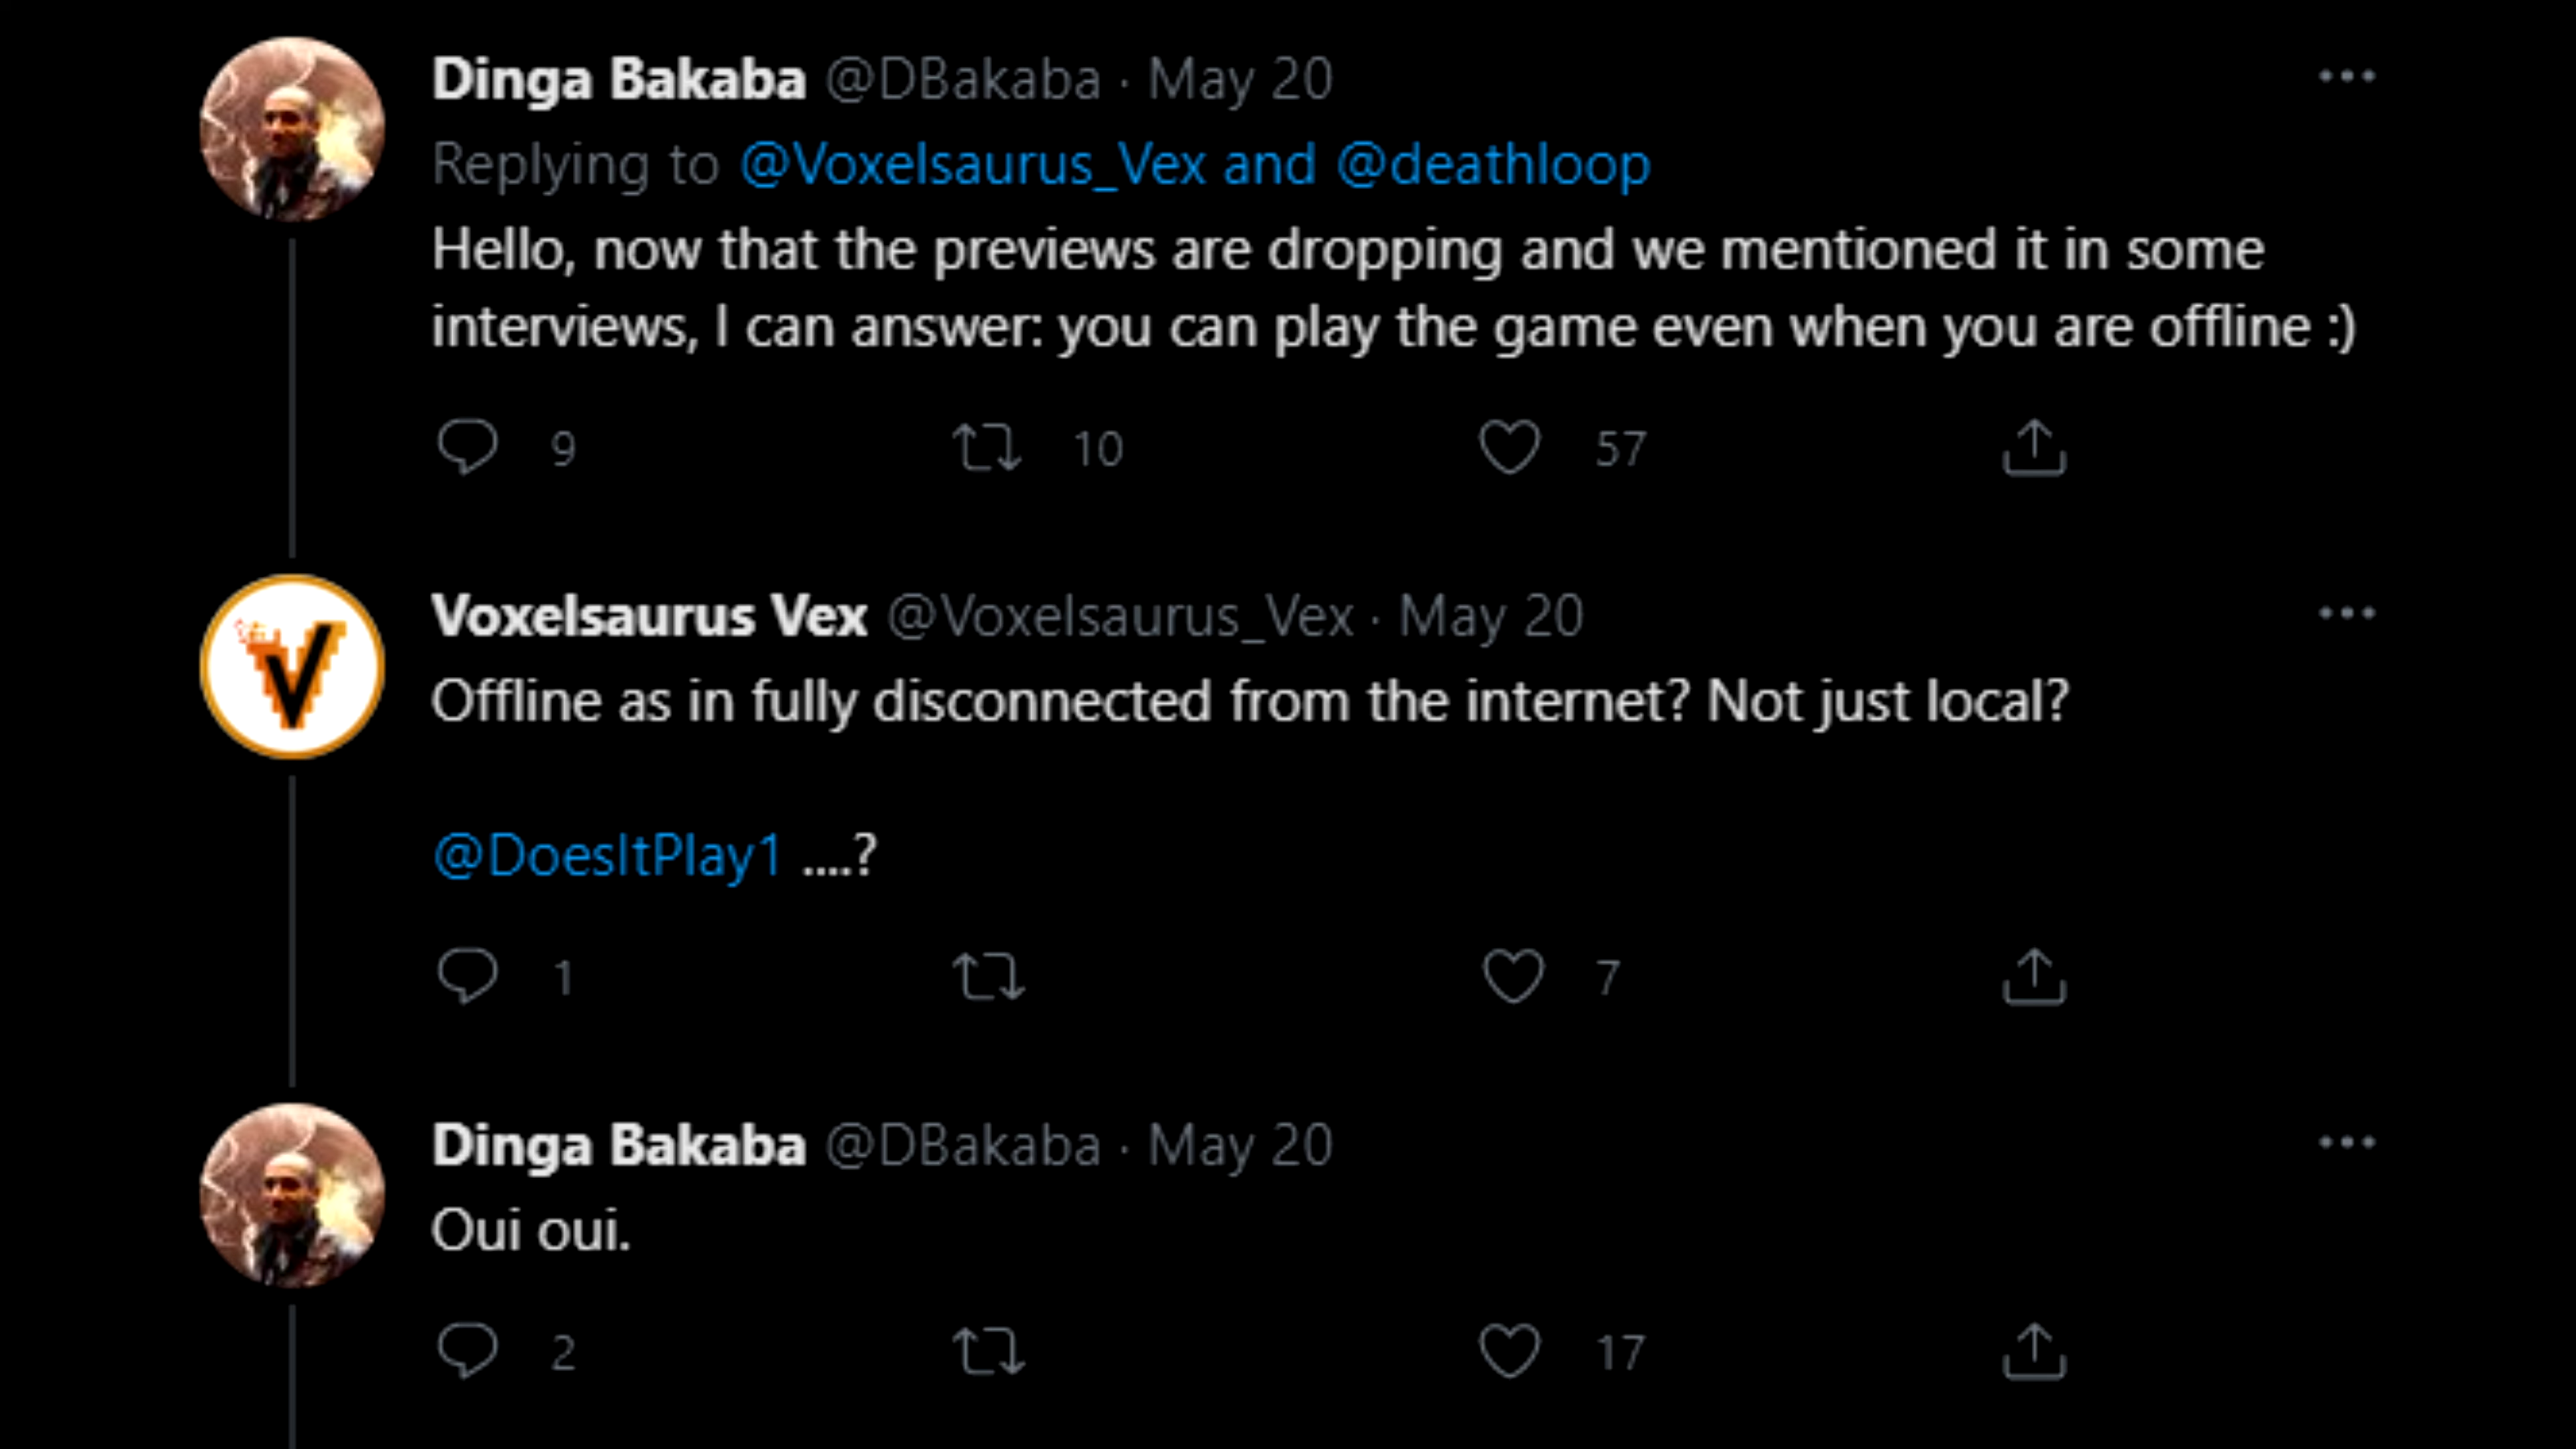 Dinga Bakaba @DBakaba · May 20
Replying to @Voxelsaurus_Vex and @deathloop
Hello, now that the previews are dropping and we mentioned it in some
interviews, I can answer: you can play the game even when you are offline :)
9 10 57
Voxelsaurus Vex @Voxelsaurus_Vex · May 20
Offline as in fully disconnected from the internet? Not just local?
@DoesItPlay1 ....?
1 7
Dinga Bakaba @DBakaba · May 20
Oui oui.
2 17